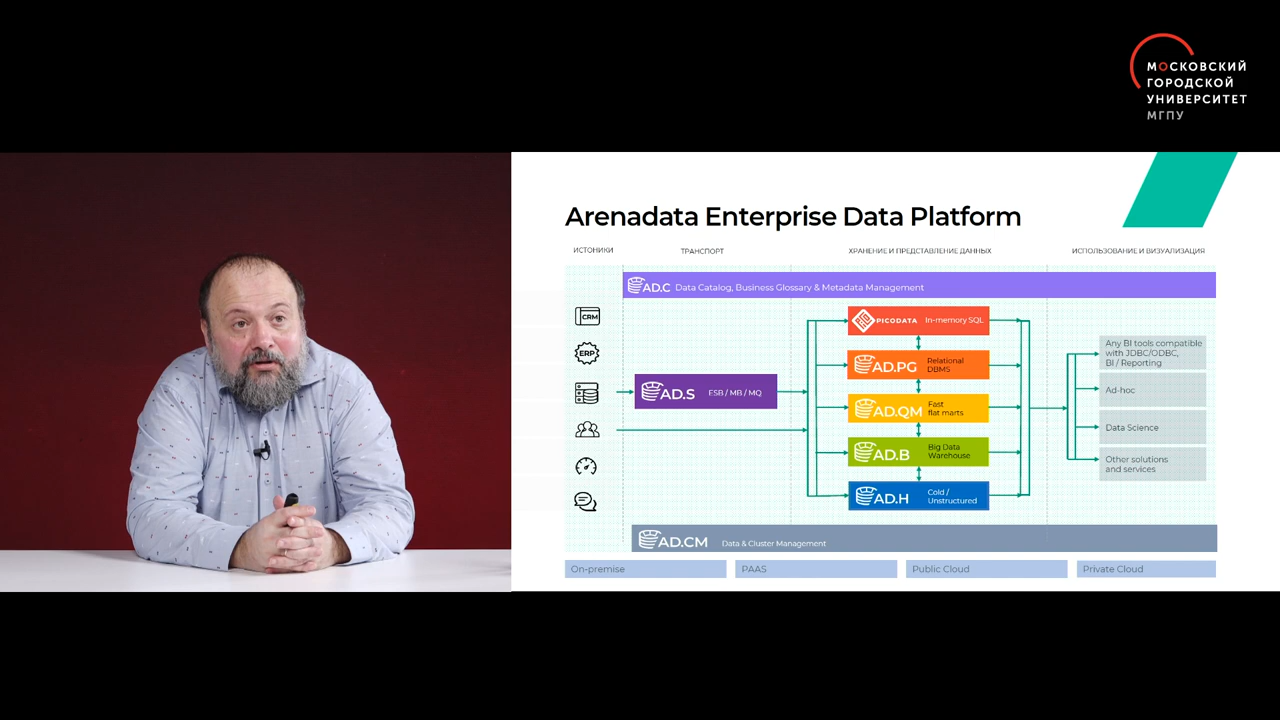 МОСКОВСКИЙ
ГОРОДСКОЙ
УНИВЕРСИТЕТ
МГПУ
Arenadata Enterprise Data Platform
ИСТОНИКИ
ТРАНСПОРТ
ХРАНЕНИЕ И ПРЕДСТАВЛЕНИЕ ДАННЫХ
ИСПОЛЬЗОВАНИЕ И ВИЗУАЛИЗАЦИЯ
AD.C Data Catalog, Business Glossary & Metadata Management
CRM
ERP
AD.S ESB / MB / MQ
PICODATA In-memory SQL
AD.PG Relational
DBMS
AD.QM Fast
flat marts
AD.B Big Data
Warehouse
AD.H Cold /
Unstructured
Any BI tools compatible
with JDBC/ODBC,
BI / Reporting
Ad-hoc
Data Science
Other solutions
and services
AD.CM Data & Cluster Management
On-premise
PAAS
Public Cloud
Private Cloud